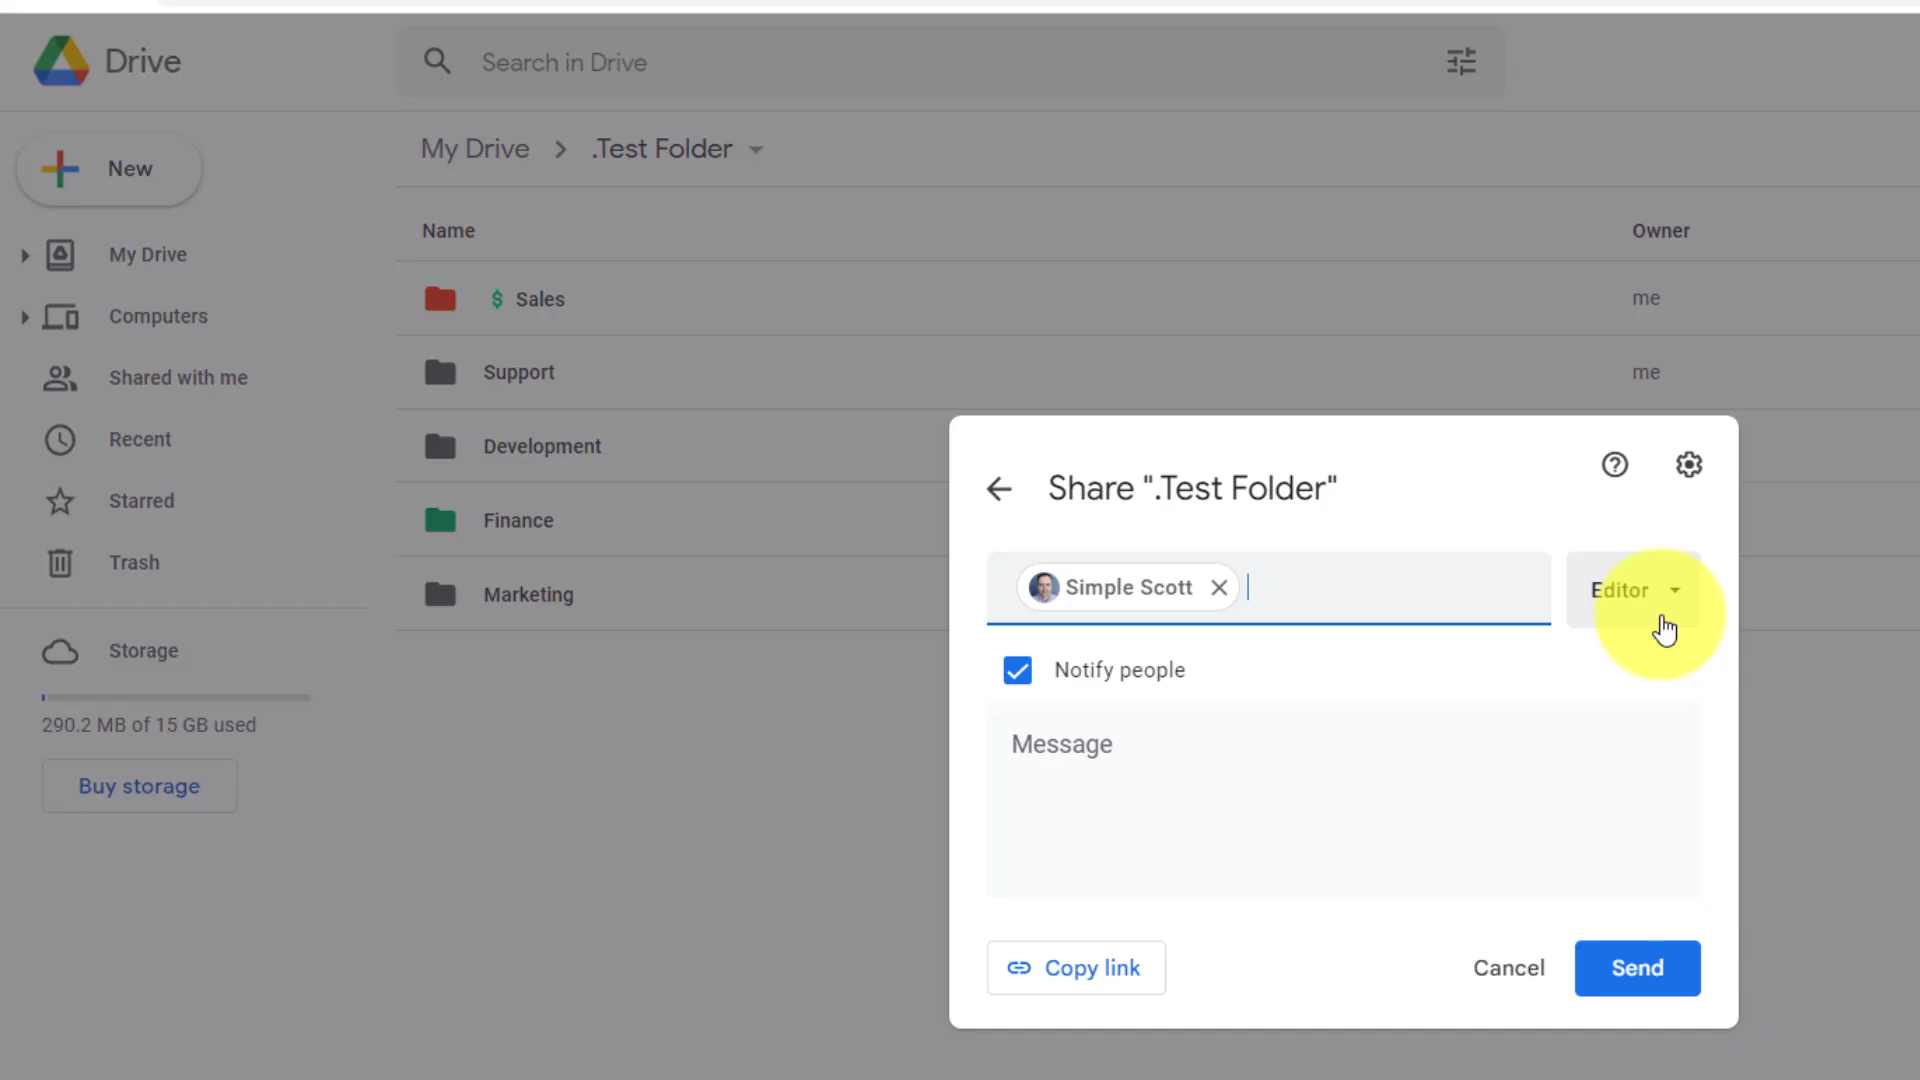 Drive
Search in Drive
New
My Drive
Computers
Shared with me
Recent
Starred
Trash
Storage
290.2 MB of 15 GB used
Buy storage
My Drive > .Test Folder
Name Owner
$ Sales me
Support me
Development
Finance
Marketing
Share ".Test Folder"
Simple Scott
Editor
Notify people
Message
Copy link
Cancel
Send